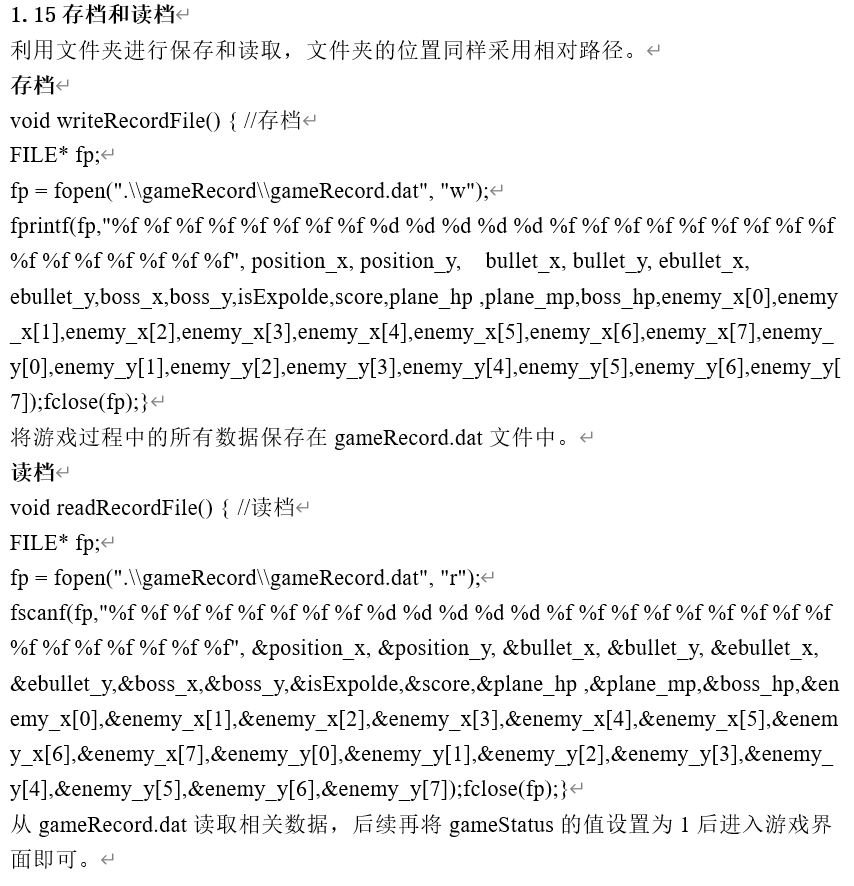 1.15 存档和读档
利用文件夹进行保存和读取，文件夹的位置同样采用相对路径。
存档
void writeRecordFile() { //存档
FILE* fp;
fp = fopen(".\\gameRecord\\gameRecord.dat", "w");
fprintf(fp,"%f %f %f %f %f %f %f %f %d %d %d %d %d %f %f %f %f %f %f %f %f %f
%f %f %f %f %f %f %f", position_x, position_y,    bullet_x, bullet_y, ebullet_x,
ebullet_y,boss_x,boss_y,isExpolde,score,plane_hp ,plane_mp,boss_hp,enemy_x[0],enemy
_x[1],enemy_x[2],enemy_x[3],enemy_x[4],enemy_x[5],enemy_x[6],enemy_x[7],enemy_
y[0],enemy_y[1],enemy_y[2],enemy_y[3],enemy_y[4],enemy_y[5],enemy_y[6],enemy_y[
7]);fclose(fp);}
将游戏过程中的所有数据保存在 gameRecord.dat 文件中。
读档
void readRecordFile() { //读档
FILE* fp;
fp = fopen(".\\gameRecord\\gameRecord.dat", "r");
fscanf(fp,"%f %f %f %f %f %f %f %f %d %d %d %d %d %f %f %f %f %f %f %f %f %f
%f %f %f %f %f %f %f", &position_x, &position_y, &bullet_x, &bullet_y, &ebullet_x,
&ebullet_y,&boss_x,&boss_y,&isExpolde,&score,&plane_hp ,&plane_mp,&boss_hp,&en
emy_x[0],&enemy_x[1],&enemy_x[2],&enemy_x[3],&enemy_x[4],&enemy_x[5],&enem
y_x[6],&enemy_x[7],&enemy_y[0],&enemy_y[1],&enemy_y[2],&enemy_y[3],&enemy_
y[4],&enemy_y[5],&enemy_y[6],&enemy_y[7]);fclose(fp);}
从 gameRecord.dat 读取相关数据，后续再将 gameStatus 的值设置为 1 后进入游戏界
面即可。